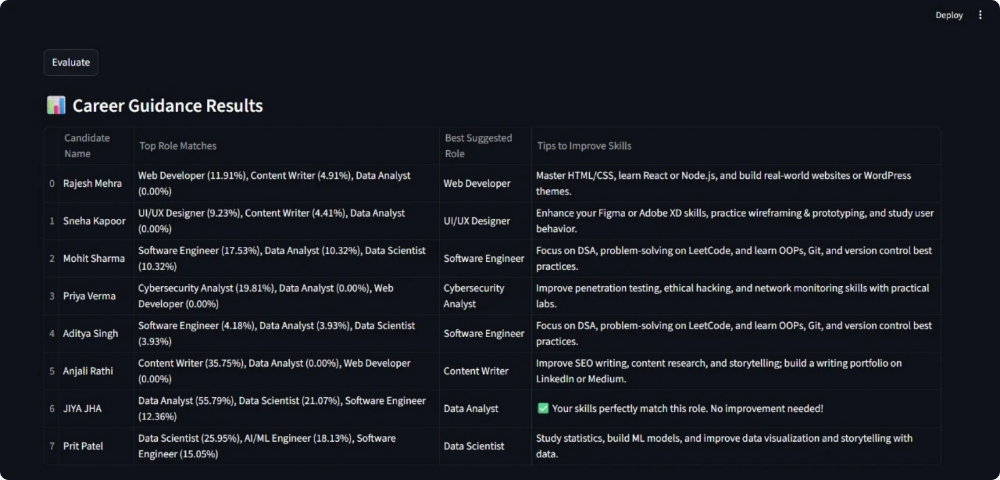 Deploy
Evaluate
Career Guidance Results
Candidate
Name
Top Role Matches
Best Suggested
Role
Tips to Improve Skills
0
Rajesh Mehra
Web Developer (11.91%), Content Writer (4.91%), Data Analyst
(0.00%)
Web Developer
Master HTML/CSS, learn React or Node.js, and build real-world websites or WordPress
themes.
1
Sneha Kapoor
UI/UX Designer (9.23%), Content Writer (4.41%), Data Analyst
(0.00%)
UI/UX Designer
Enhance your Figma or Adobe XD skills, practice wireframing & prototyping, and study user
behavior.
2
Mohit Sharma
Software Engineer (17.53%), Data Analyst (10.32%), Data Scientist
(10.32%)
Software Engineer
Focus on DSA, problem-solving on LeetCode, and learn OOPs, Git, and version control best
practices.
3
Priya Verma
Cybersecurity Analyst (19.81%), Data Analyst (0.00%), Web
Developer (0.00%)
Cybersecurity
Analyst
Improve penetration testing, ethical hacking, and network monitoring skills with practical
labs.
4
Aditya Singh
Software Engineer (4.18%), Data Analyst (3.93%), Data Scientist
(3.93%)
Software Engineer
Focus on DSA, problem-solving on LeetCode, and learn OOPs, Git, and version control best
practices.
5
Anjali Rathi
Content Writer (35.75%), Data Analyst (0.00%), Web Developer
(0.00%)
Content Writer
Improve SEO writing, content research, and storytelling; build a writing portfolio on
LinkedIn or Medium.
6
JIYA JHA
Data Analyst (55.79%), Data Scientist (21.07%), Software Engineer
(12.36%)
Data Analyst
✅ Your skills perfectly match this role. No improvement needed!
7
Prit Patel
Data Scientist (25.95%), AI/ML Engineer (18.13%), Software
Engineer (15.05%)
Data Scientist
Study statistics, build ML models, and improve data visualization and storytelling with
data.